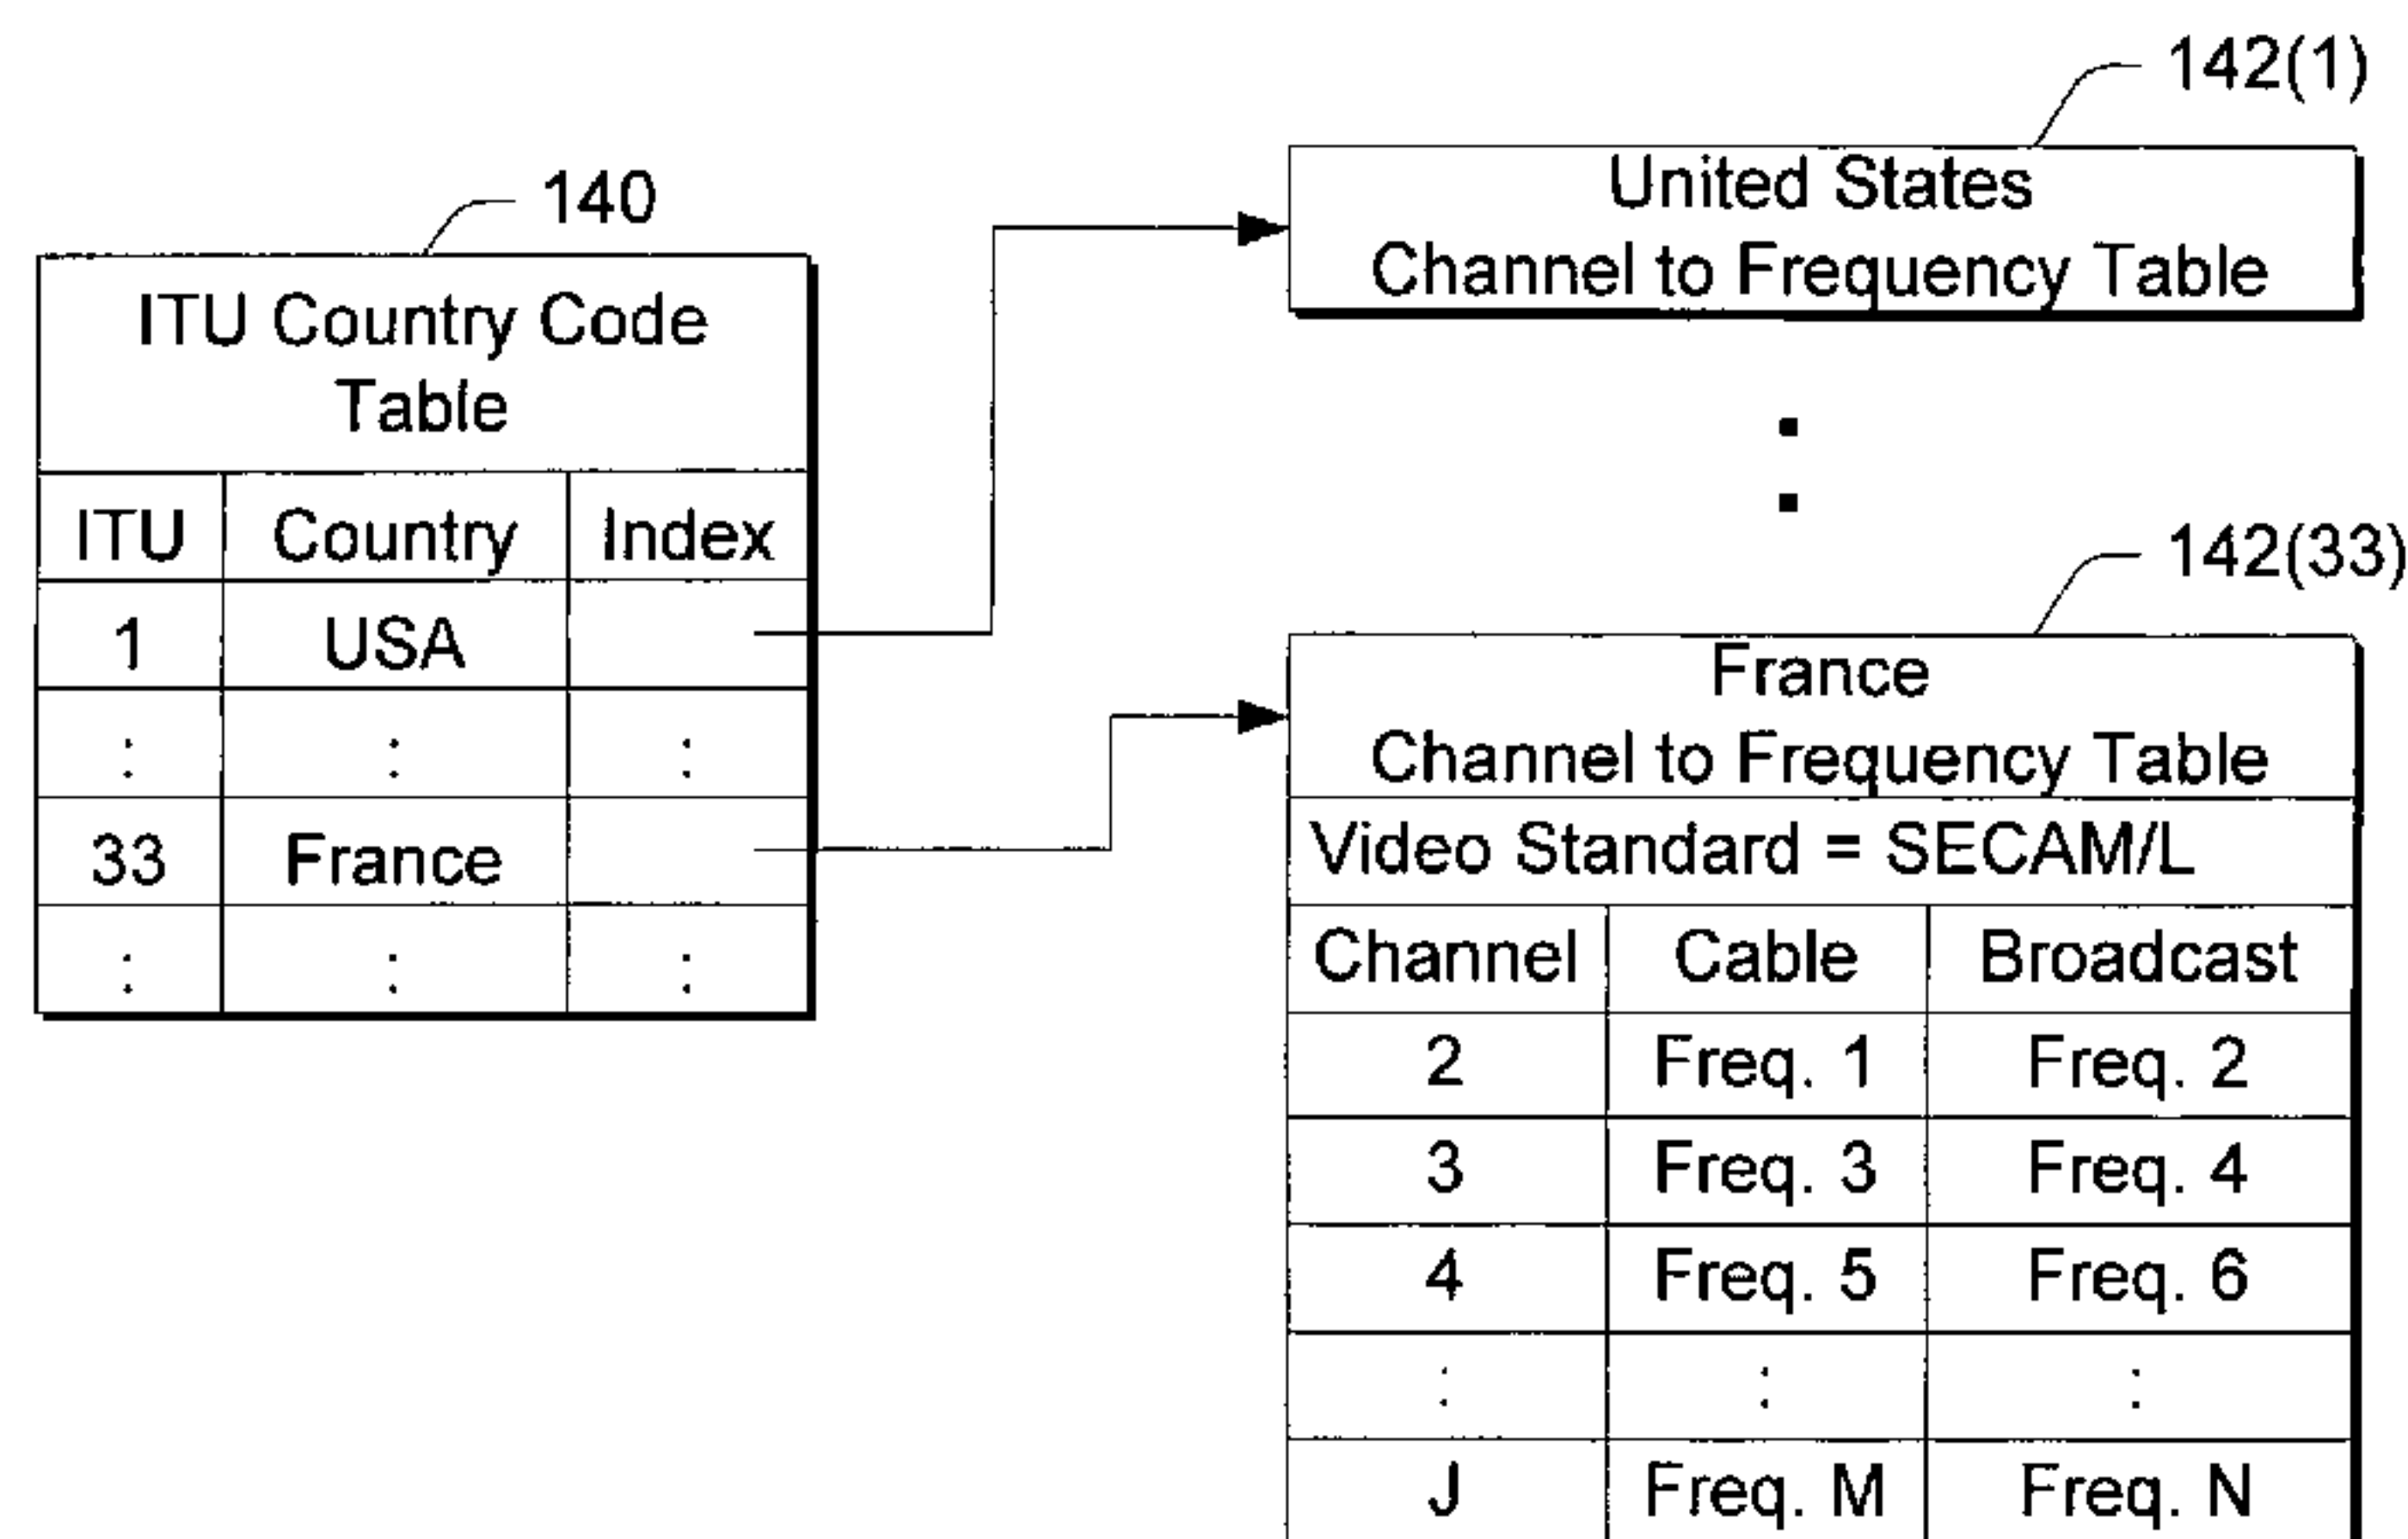 142(1)
140
United States
Channel to Frequency Table
ITU Country Code
Table
ITU Country Index
1 USA
: : :
33 France
: : :
142(33)
France
Channel to Frequency Table
Video Standard = SECAM/L
Channel Cable Broadcast
2 Freq. 1 Freq. 2
3 Freq. 3 Freq. 4
4 Freq. 5 Freq. 6
: : :
J Freq. M Freq. N